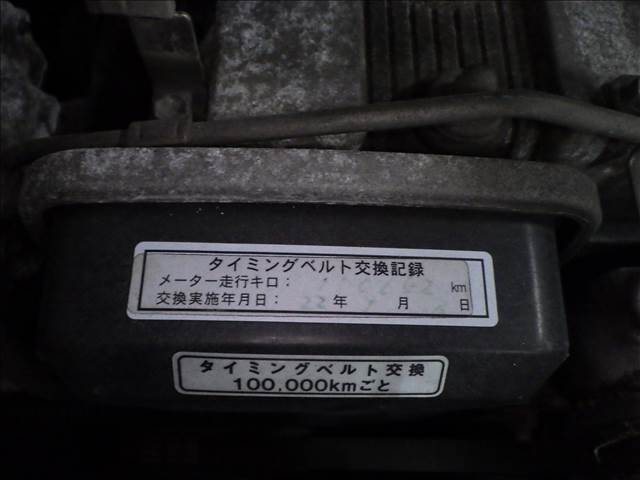 タイミングベルト交換記録
メーター走行キロ： km
交換実施年月日： 22年 月 日
タイミングベルト交換
100,000kmごと